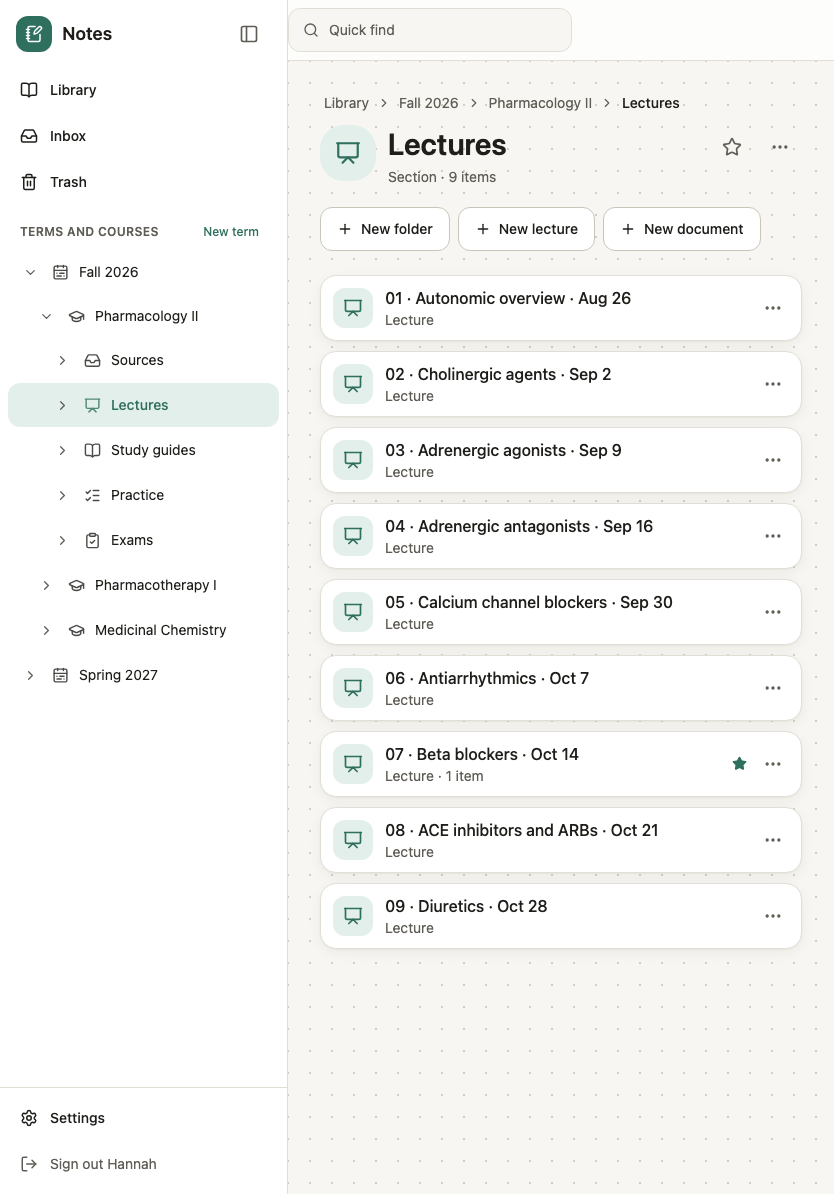 Notes
Library
Inbox
Trash
TERMS AND COURSES New term
Fall 2026
Pharmacology II
Sources
Lectures
Study guides
Practice
Exams
Pharmacotherapy I
Medicinal Chemistry
Spring 2027
Settings
Sign out Hannah
Quick find
Library > Fall 2026 > Pharmacology II > Lectures
Lectures
Section · 9 items
+ New folder + New lecture + New document
01 · Autonomic overview · Aug 26
Lecture
02 · Cholinergic agents · Sep 2
Lecture
03 · Adrenergic agonists · Sep 9
Lecture
04 · Adrenergic antagonists · Sep 16
Lecture
05 · Calcium channel blockers · Sep 30
Lecture
06 · Antiarrhythmics · Oct 7
Lecture
07 · Beta blockers · Oct 14
Lecture · 1 item
08 · ACE inhibitors and ARBs · Oct 21
Lecture
09 · Diuretics · Oct 28
Lecture